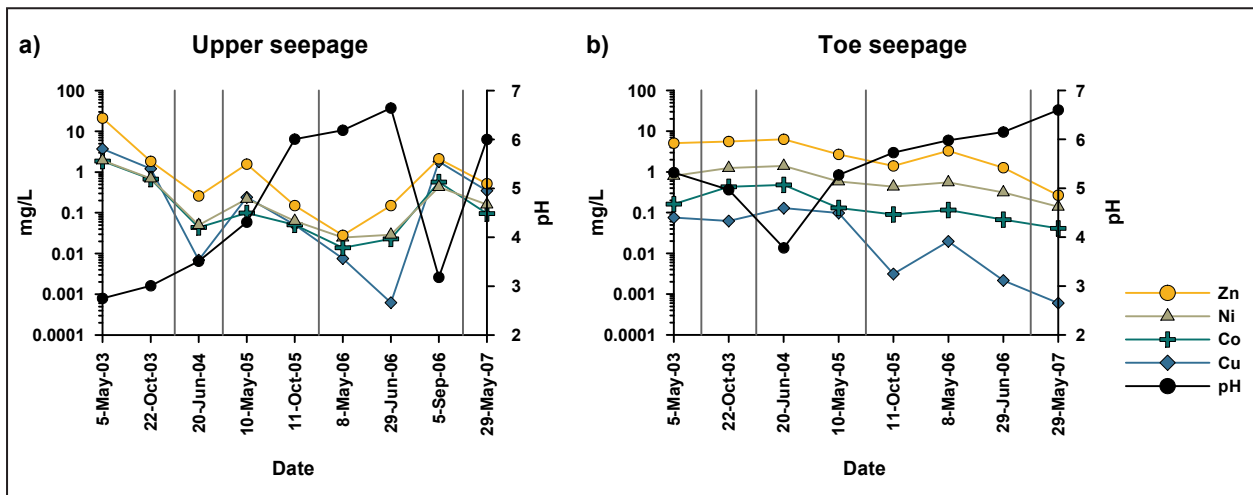 a) Upper seepage
100
10
1
0.1
0.01
0.001
0.0001
mg/L
7
6
5
4
3
2
pH
5-May-03
22-Oct-03
20-Jun-04
10-May-05
11-Oct-05
8-May-06
29-Jun-06
5-Sep-06
29-May-07
Date
b) Toe seepage
100
10
1
0.1
0.01
0.001
0.0001
mg/L
7
6
5
4
3
2
pH
5-May-03
22-Oct-03
20-Jun-04
10-May-05
11-Oct-05
8-May-06
29-Jun-06
29-May-07
Date
Zn
Ni
Co
Cu
pH